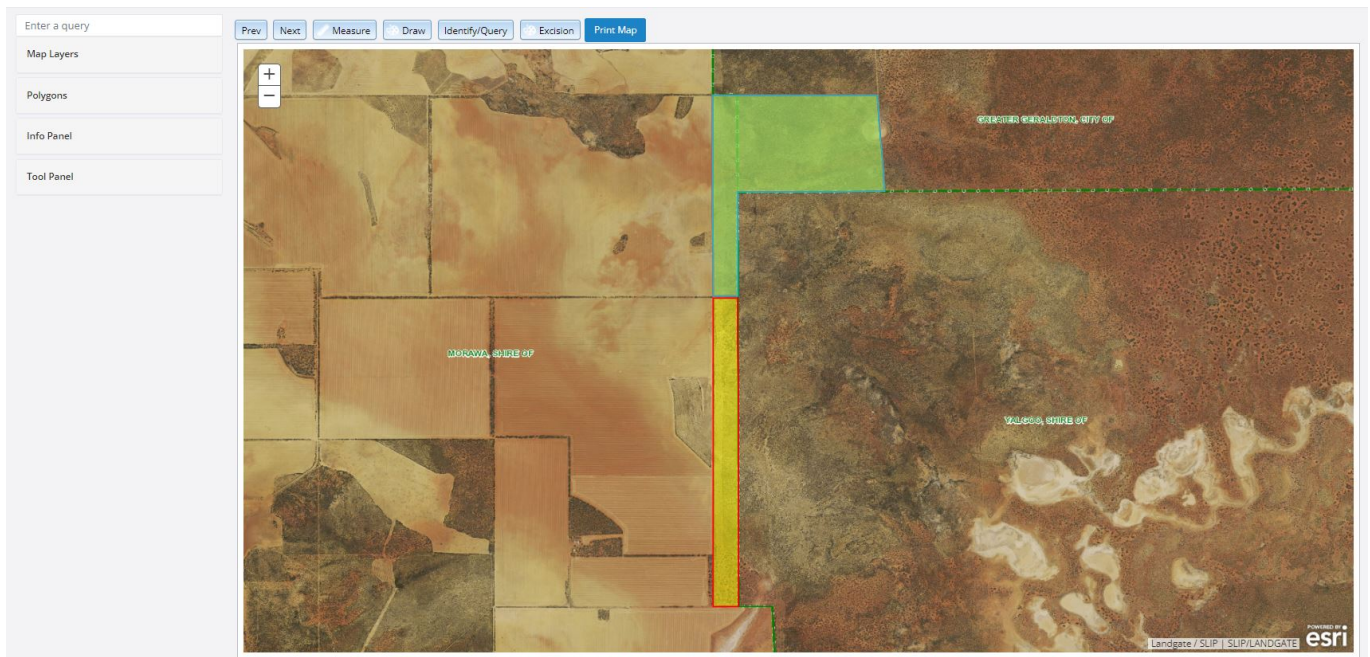 Enter a query
Map Layers
Polygons
Info Panel
Tool Panel
Prev
Next
Measure
Draw
Identify/Query
Excision
Print Map
+
−
GREATER GERALDTON, CITY OF
MORAWA, SHIRE OF
YALGOO, SHIRE OF
Landgate / SLIP | SLIP/LANDGATE
POWERED BY
esri